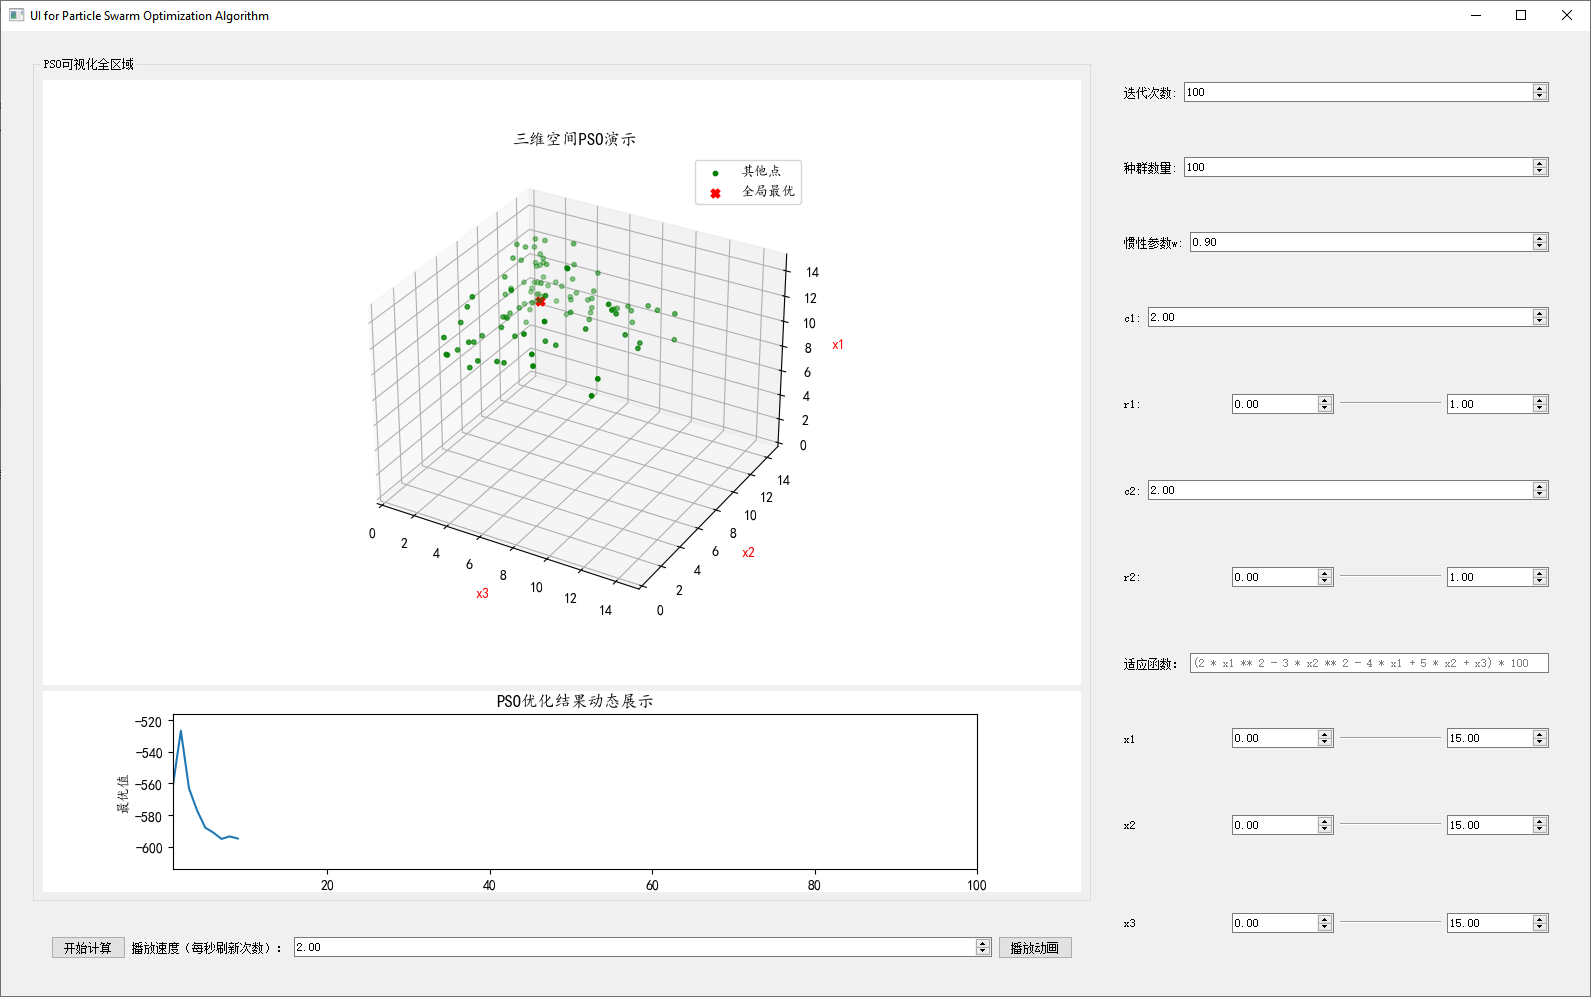 UI for Particle Swarm Optimization Algorithm
PSO可视化全区域
三维空间PSO演示
其他点
全局最优
14
12
10
8
6
4
2
0
x1
14
12
10
8
6
4
2
0
x2
0
2
4
6
8
10
12
14
x3
PSO优化结果动态展示
最优值
−520
−540
−560
−580
−600
20 40 60 80 100
开始计算 播放速度（每秒刷新次数）： 2.00 播放动画
迭代次数: 100
种群数量: 100
惯性参数w: 0.90
c1: 2.00
r1: 0.00 1.00
c2: 2.00
r2: 0.00 1.00
适应函数: (2 * x1 ** 2 - 3 * x2 ** 2 - 4 * x1 + 5 * x2 + x3) * 100
x1 0.00 15.00
x2 0.00 15.00
x3 0.00 15.00